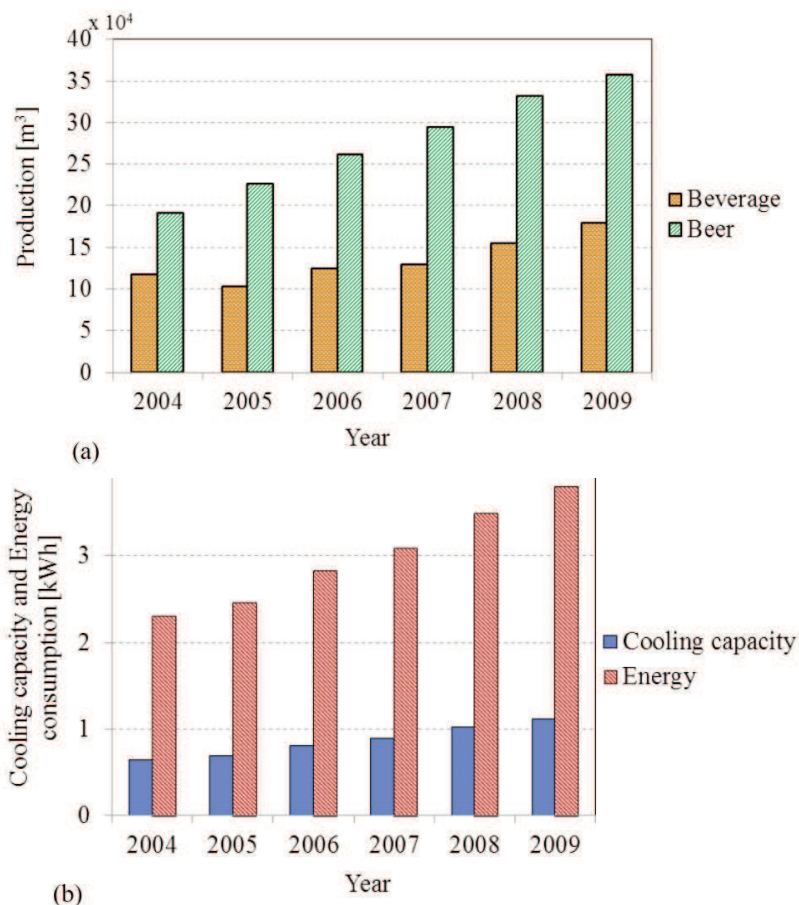 x 10⁴
40
35
30
25
20
15
10
5
0
Production [m³]
2004 2005 2006 2007 2008 2009
Year
Beverage
Beer
(a)
3
2
1
0
Cooling capacity and Energy
consumption [kWh]
2004 2005 2006 2007 2008 2009
Year
Cooling capacity
Energy
(b)